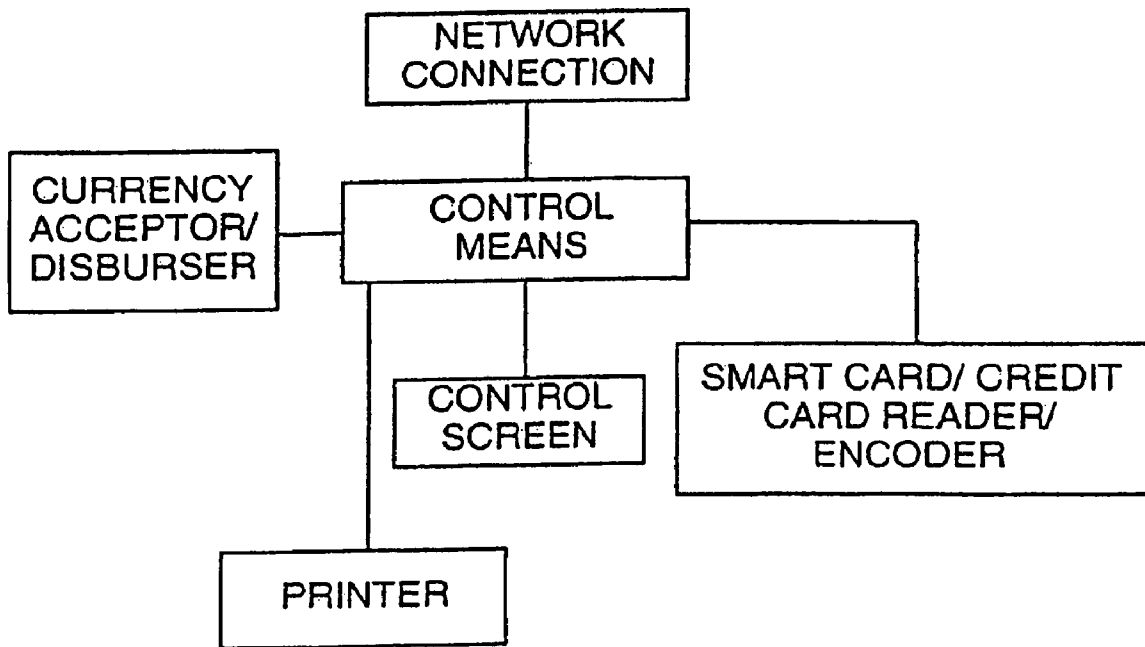 NETWORK
CONNECTION
CURRENCY
ACCEPTOR/
DISBURSER
CONTROL
MEANS
CONTROL
SCREEN
SMART CARD/ CREDIT
CARD READER/
ENCODER
PRINTER